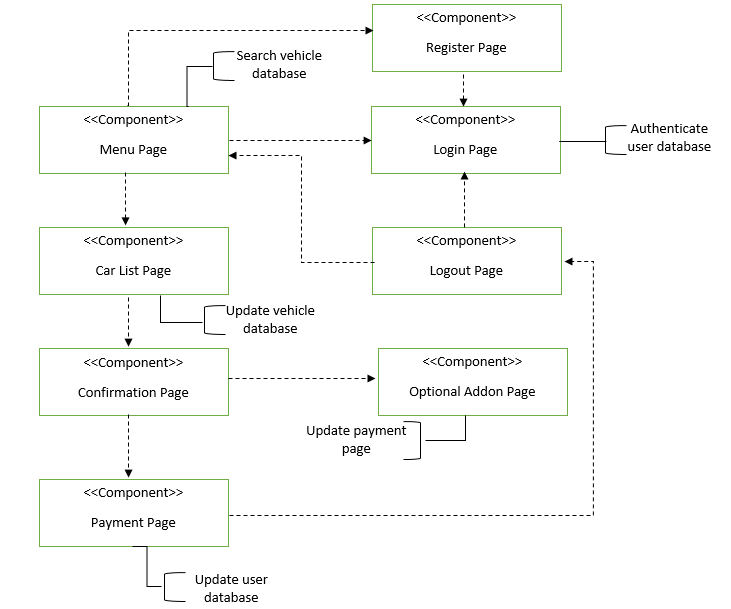 <<Component>>
Register Page
Search vehicle
database
<<Component>>
Menu Page
<<Component>>
Login Page
Authenticate
user database
<<Component>>
Car List Page
<<Component>>
Logout Page
Update vehicle
database
<<Component>>
Confirmation Page
<<Component>>
Optional Addon Page
Update payment
page
<<Component>>
Payment Page
Update user
database